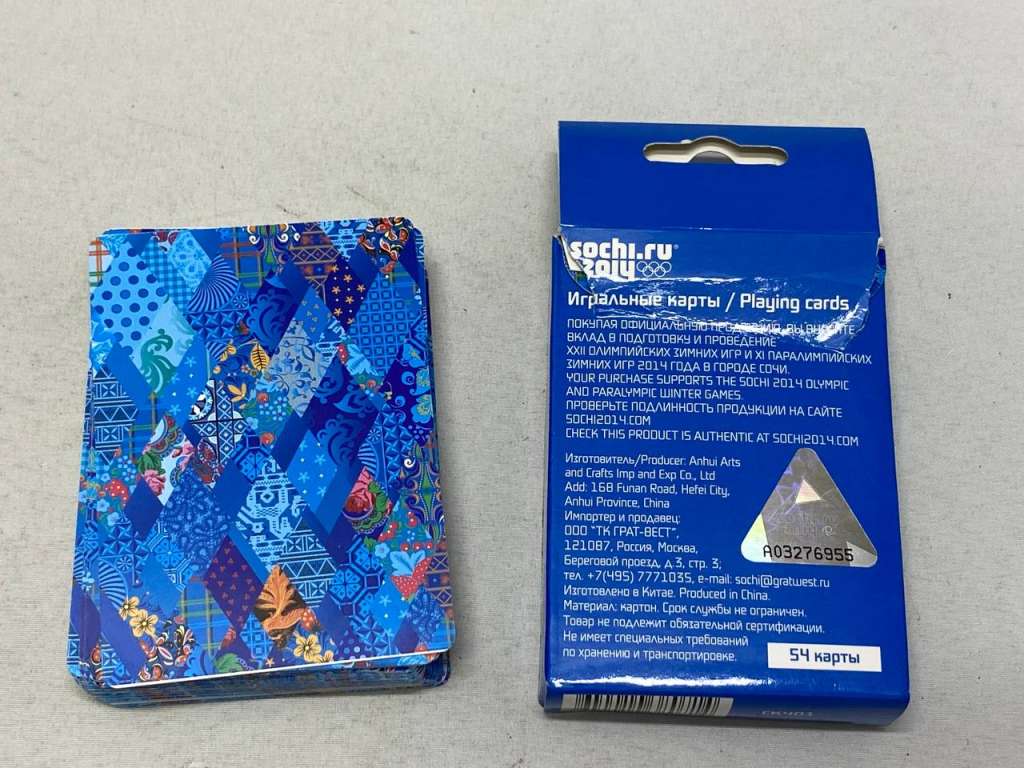 sochi.ru
2014
Игральные карты / Playing cards
ПОКУПАЯ ОФИЦИАЛЬНУЮ ПРОДУКЦИЮ, ВЫ ВНОСИТЕ
ВКЛАД В ПОДГОТОВКУ И ПРОВЕДЕНИЕ
XXII ОЛИМПИЙСКИХ ЗИМНИХ ИГР И XI ПАРАЛИМПИЙСКИХ
ЗИМНИХ ИГР 2014 ГОДА В ГОРОДЕ СОЧИ.
YOUR PURCHASE SUPPORTS THE SOCHI 2014 OLYMPIC
AND PARALYMPIC WINTER GAMES.
ПРОВЕРЬТЕ ПОДЛИННОСТЬ ПРОДУКЦИИ НА САЙТЕ
SOCHI2014.COM
CHECK THIS PRODUCT IS AUTHENTIC AT SOCHI2014.COM
Изготовитель/Producer: Anhui Arts
and Crafts Imp and Exp Co., Ltd
Add: 168 Funan Road, Hefei City,
Anhui Province, China
Импортер и продавец:
ООО "ТК ГРАТ-ВЕСТ",
121087, Россия, Москва,
Береговой проезд, д.3, стр. 3;
тел. +7(495) 7771035, e-mail: sochi@gratwest.ru
Изготовлено в Китае. Produced in China.
Материал: картон. Срок службы не ограничен.
Товар не подлежит обязательной сертификации.
Не имеет специальных требований
по хранению и транспортировке.
A03276955
54 карты